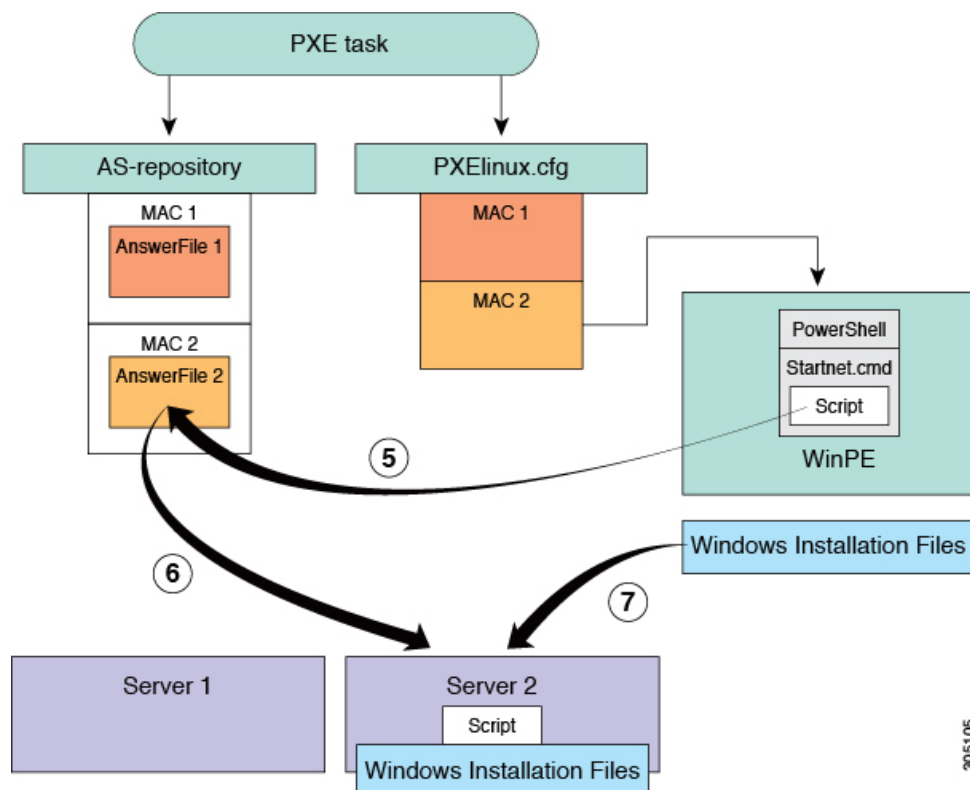 PXE task
AS-repository
PXElinux.cfg
MAC 1
AnswerFile 1
MAC 2
AnswerFile 2
MAC 1
MAC 2
PowerShell
Startnet.cmd
Script
WinPE
5
Windows Installation Files
6
7
Server 1
Server 2
Script
Windows Installation Files
305105